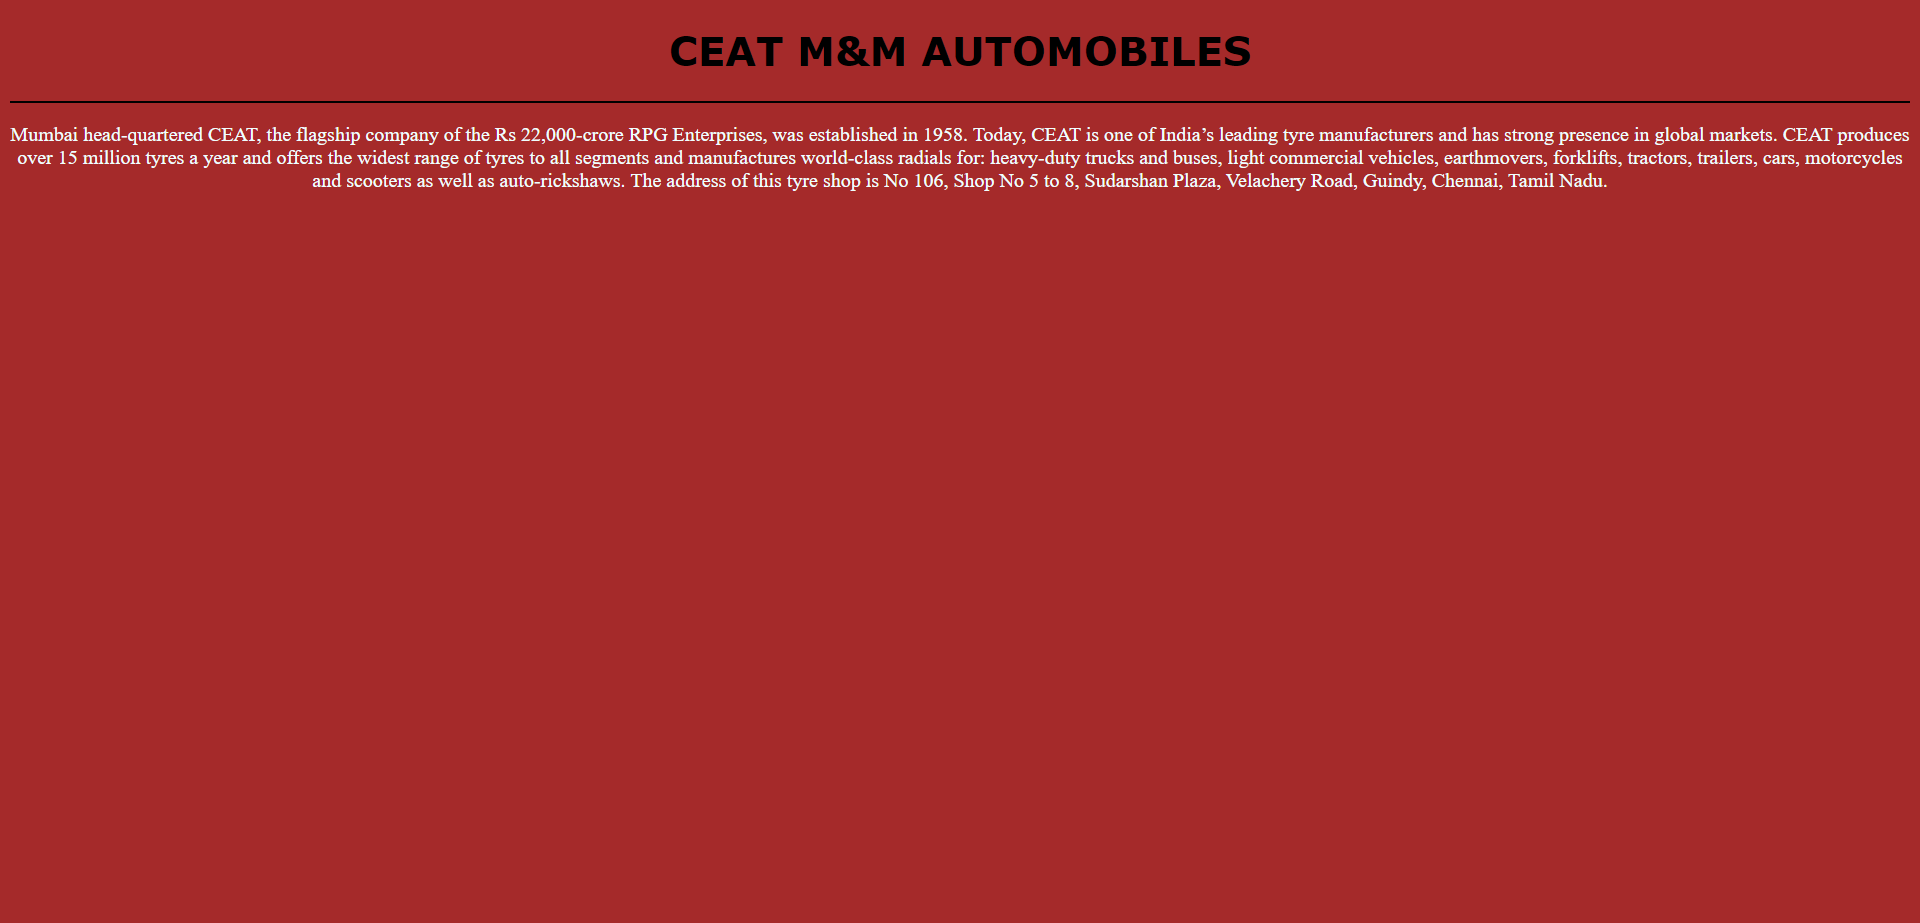 CEAT M&M AUTOMOBILES
Mumbai head-quartered CEAT, the flagship company of the Rs 22,000-crore RPG Enterprises, was established in 1958. Today, CEAT is one of India’s leading tyre manufacturers and has strong presence in global markets. CEAT produces
over 15 million tyres a year and offers the widest range of tyres to all segments and manufactures world-class radials for: heavy-duty trucks and buses, light commercial vehicles, earthmovers, forklifts, tractors, trailers, cars, motorcycles
and scooters as well as auto-rickshaws. The address of this tyre shop is No 106, Shop No 5 to 8, Sudarshan Plaza, Velachery Road, Guindy, Chennai, Tamil Nadu.